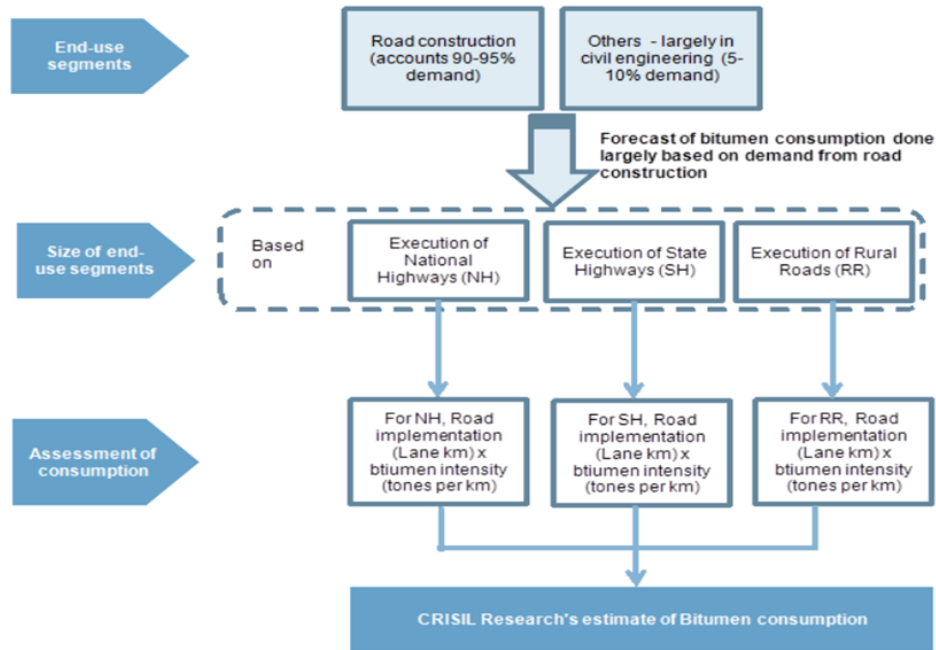 End-use
segments
Road construction
(accounts 90-95%
demand)
Others - largely in
civil engineering (5-
10% demand)
Forecast of bitumen consumption done
largely based on demand from road
construction
Size of end-
use segments
Based
on
Execution of
National
Highways (NH)
Execution of State
Highways (SH)
Execution of Rural
Roads (RR)
Assessment of
consumption
For NH, Road
implementation
(Lane km) x
btiumen intensity
(tones per km)
For SH, Road
implementation
(Lane km) x
btiumen intensity
(tones per km)
For RR, Road
implementation
(Lane km) x
btiumen intensity
(tones per km)
CRISIL Research's estimate of Bitumen consumption